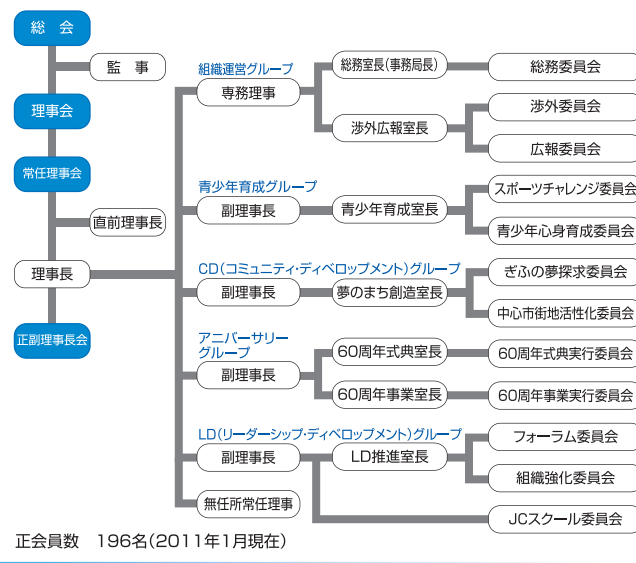 総 会
監 事
理事会
常任理事会
直前理事長
理事長
正副理事長会
組織運営グループ
専務理事
総務室長(事務局長)
総務委員会
渉外広報室長
渉外委員会
広報委員会
青少年育成グループ
副理事長
青少年育成室長
スポーツチャレンジ委員会
青少年心身育成委員会
CD(コミュニティ・ディベロップメント)グループ
副理事長
夢のまち創造室長
ぎふの夢探求委員会
中心市街地活性化委員会
アニバーサリー
グループ
副理事長
60周年式典室長
60周年式典実行委員会
60周年事業室長
60周年事業実行委員会
LD(リーダーシップ・ディベロップメント)グループ
副理事長
LD推進室長
フォーラム委員会
組織強化委員会
JCスクール委員会
無任所常任理事
正会員数 196名(2011年1月現在)